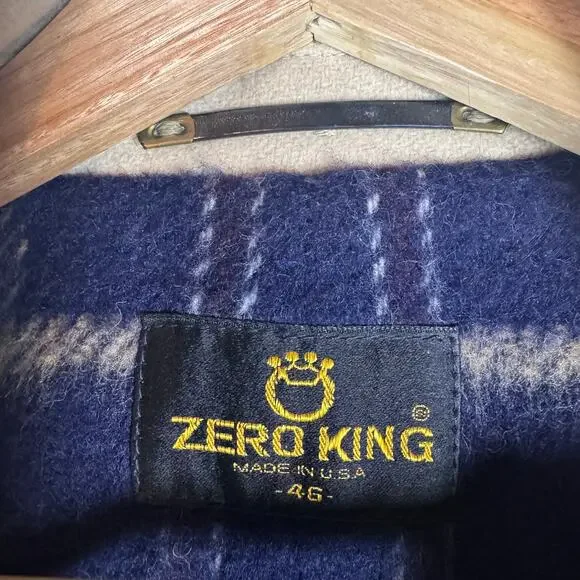 ZERO KING ®
MADE IN U.S.A
-46-